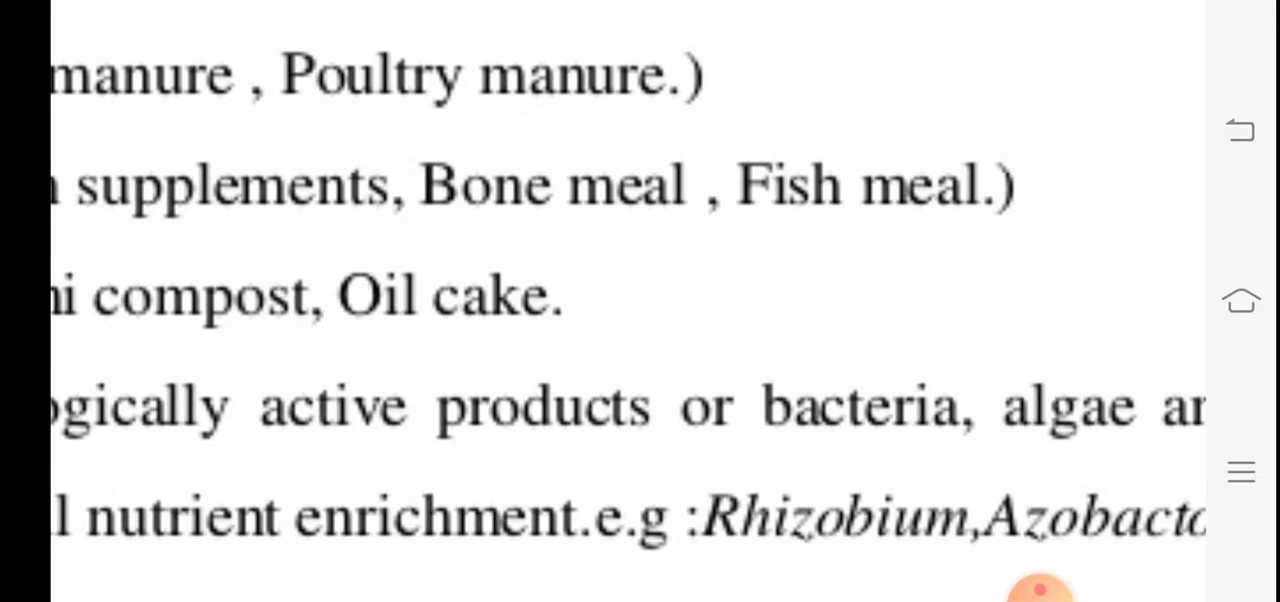 manure , Poultry manure.)
supplements, Bone meal , Fish meal.)
compost, Oil cake.
active products or bacteria, algae
nutrient enrichment.e.g :Rhizobium,